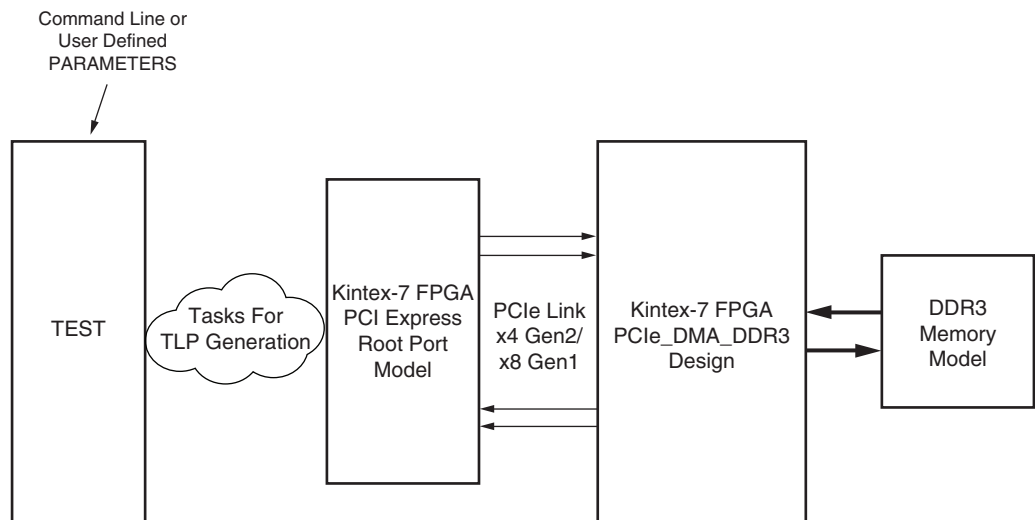 Command Line or
User Defined
PARAMETERS
TEST
Tasks For
TLP Generation
Kintex-7 FPGA
PCI Express
Root Port
Model
PCIe Link
x4 Gen2/
x8 Gen1
Kintex-7 FPGA
PCIe_DMA_DDR3
Design
DDR3
Memory
Model